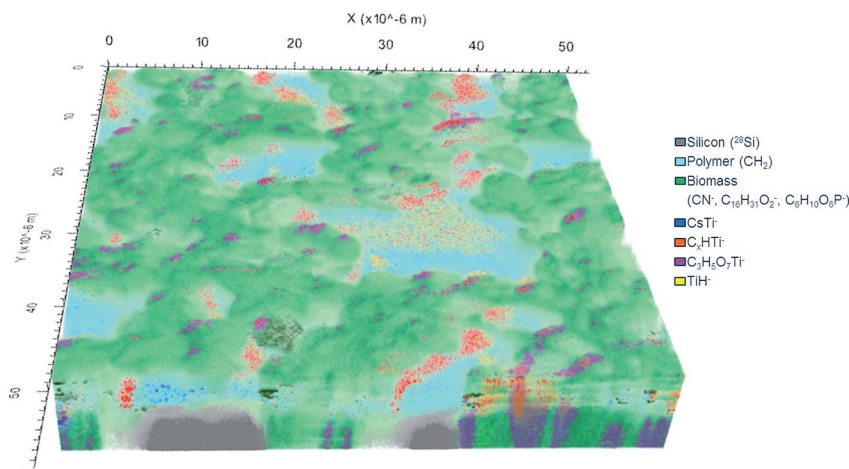 X (x10^-6 m)
0 10 20 30 40 50
0
10
20
30
40
50
Y (x10^-6 m)
Silicon (²⁸Si)
Polymer (CH₂)
Biomass
(CN⁻, C₁₆H₃₁O₂⁻, C₈H₁₀O₆P⁻)
CsTi⁻
CₓHTi⁻
C₃H₅O₇Ti⁻
TiH⁻